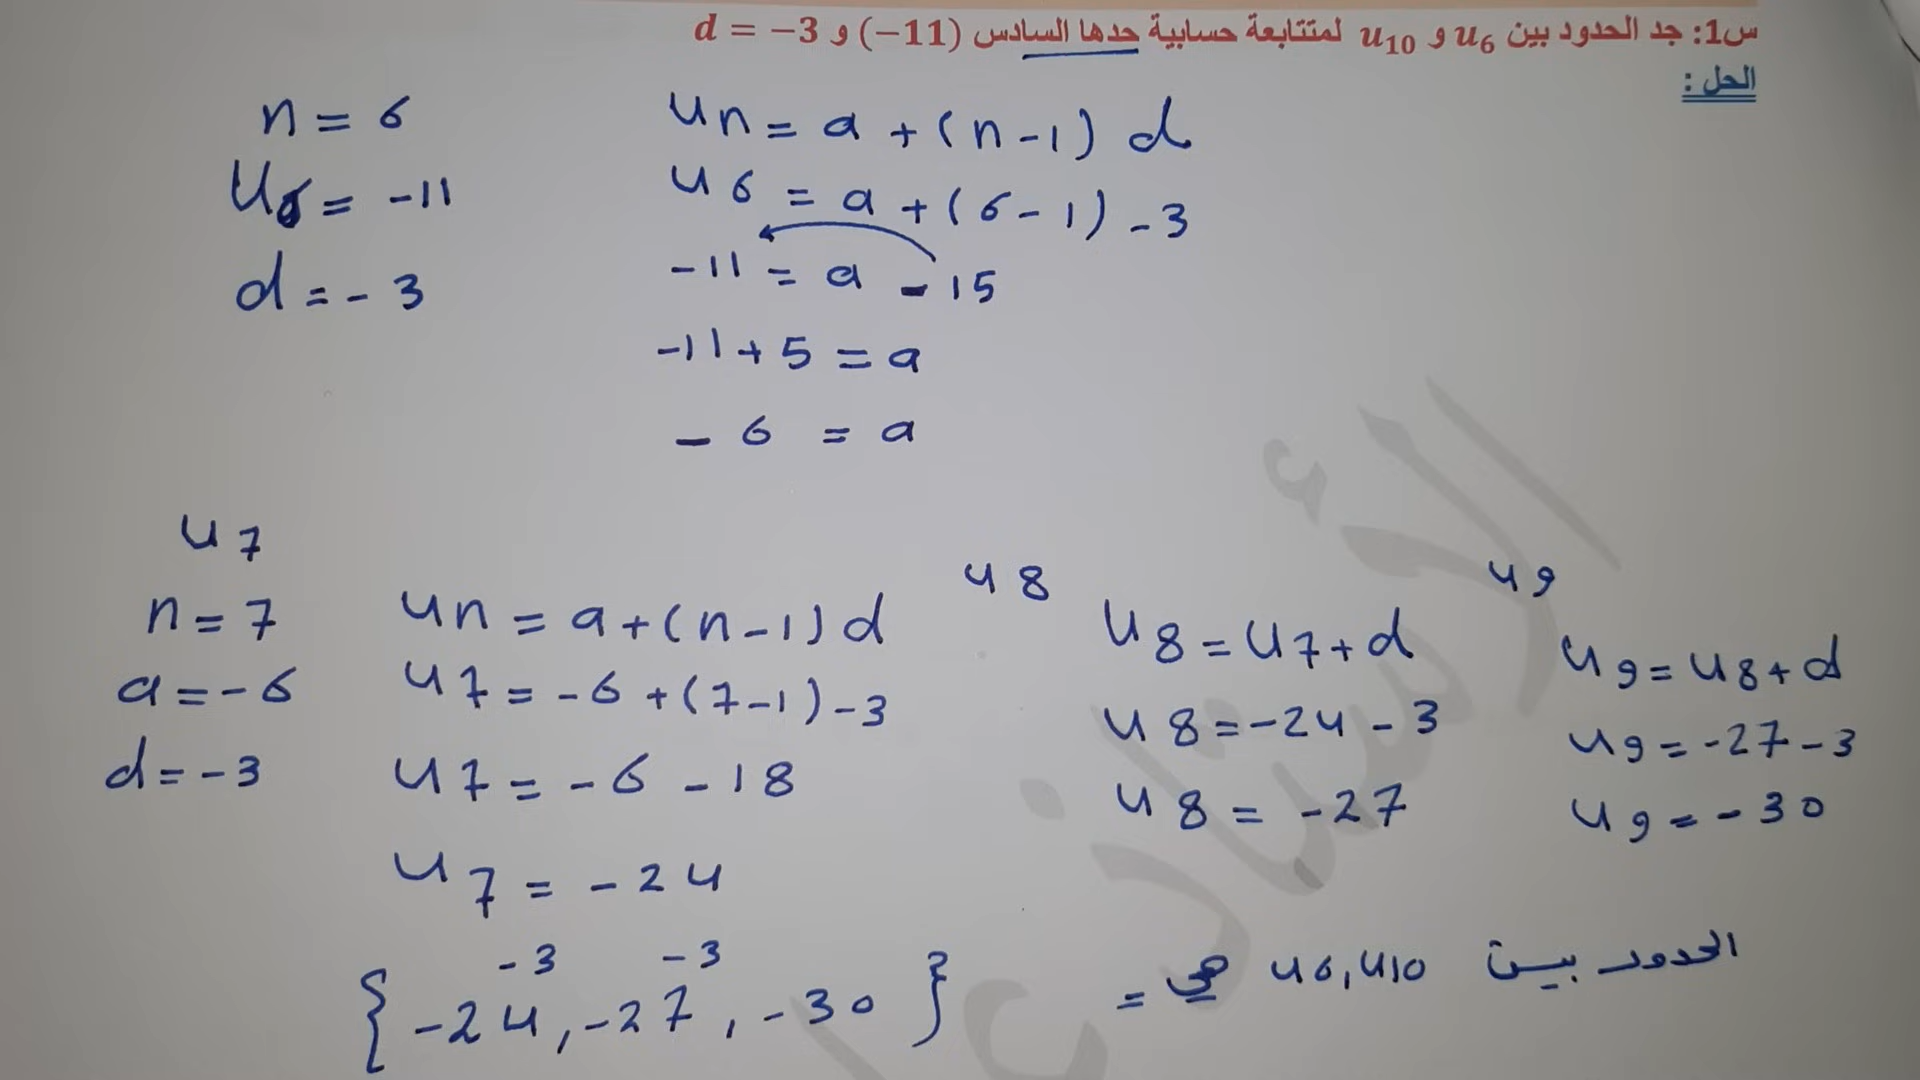 س1: جد الحدود بين u6 و u10 لمتتابعة حسابية حدها السادس (−11) و d = −3
الحل :
n = 6
u6 = -11
d = - 3
un = a + (n - 1) d
u6 = a + (6 - 1) - 3
-11 = a - 15
-11 + 5 = a
- 6 = a
u7
n = 7
a = - 6
d = - 3
un = a + (n - 1) d
u7 = - 6 + (7 - 1) - 3
u7 = - 6 - 18
u7 = - 24
u8
u8 = u7 + d
u8 = - 24 - 3
u8 = - 27
u9
u9 = u8 + d
u9 = - 27 - 3
u9 = - 30
الحدود بين u6, u10 هي =
-3 -3
{ -24, -27, -30 }
الأستاذ